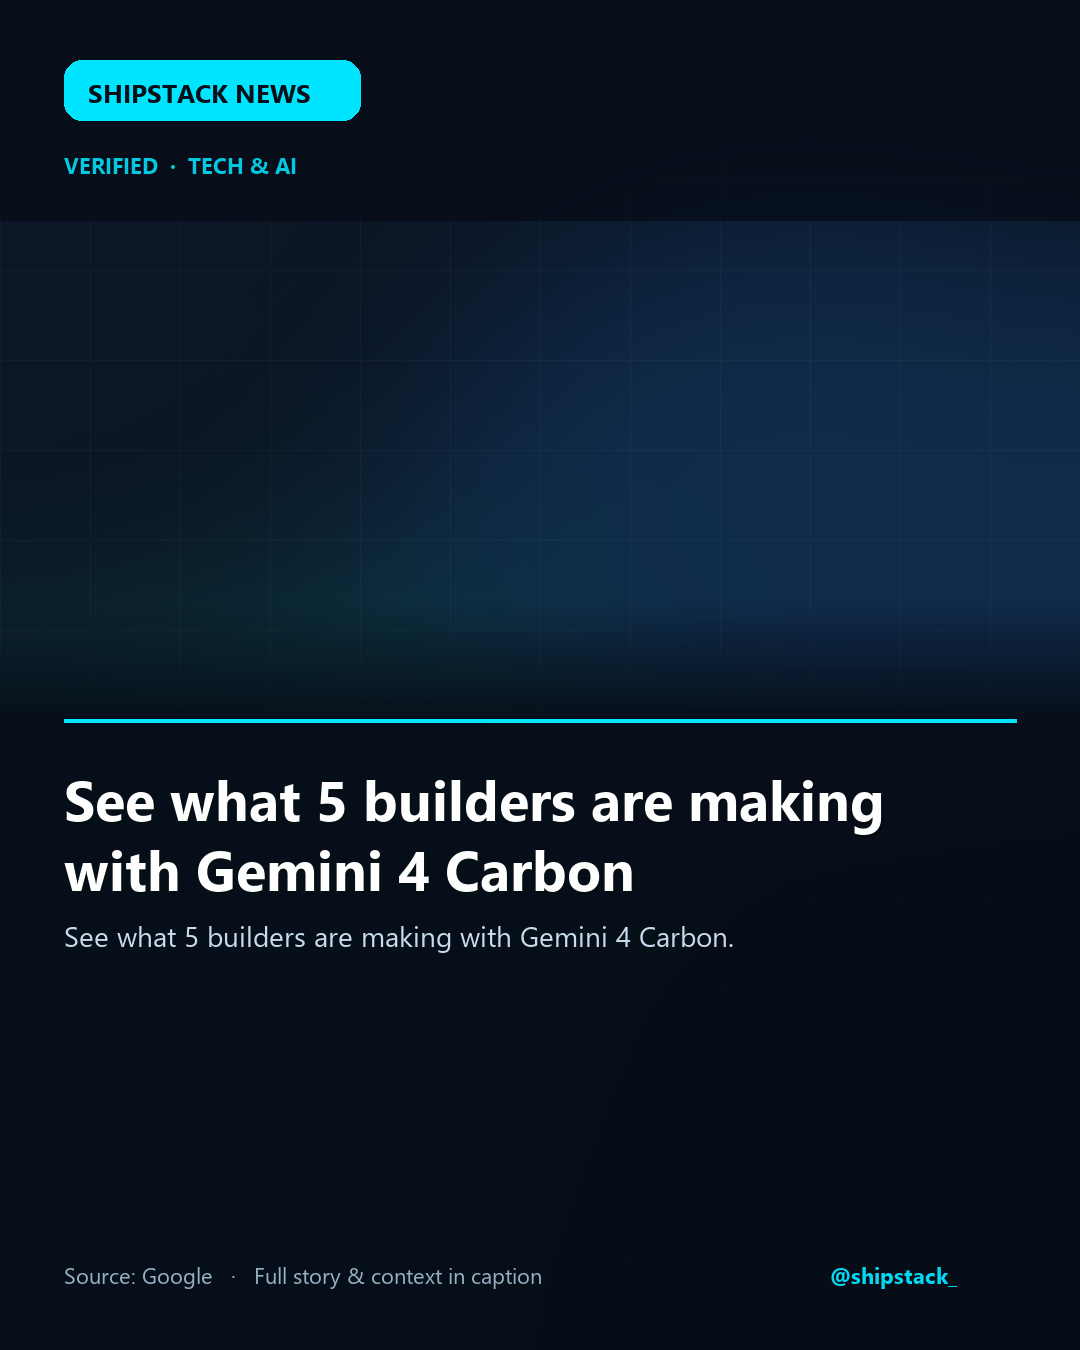 SHIPSTACK NEWS
VERIFIED · TECH & AI
See what 5 builders are making
with Gemini 4 Carbon
See what 5 builders are making with Gemini 4 Carbon.
Source: Google · Full story & context in caption
@shipstack_